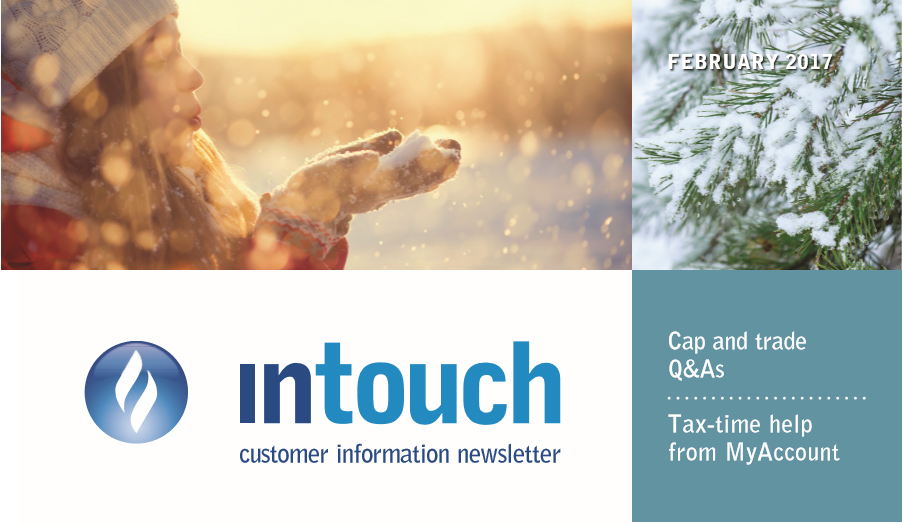 FEBRUARY 2017
intouch
customer information newsletter
Cap and trade
Q&As
Tax-time help
from MyAccount